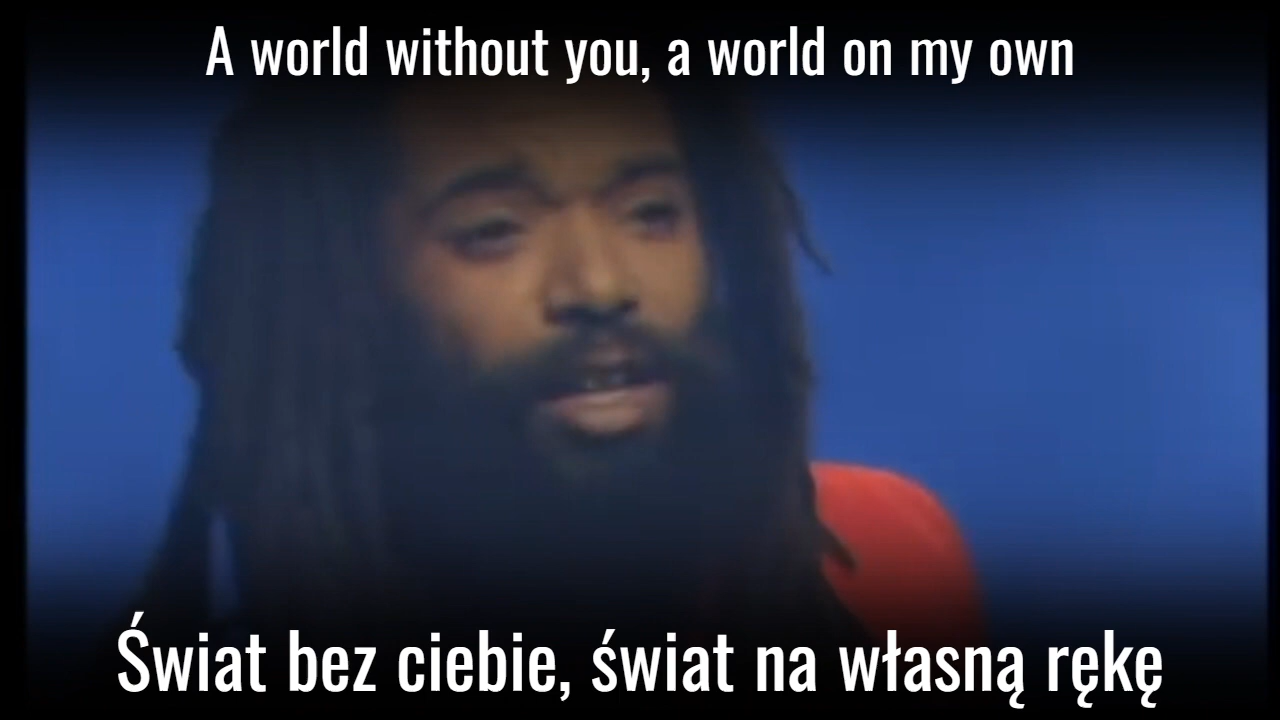 A world without you, a world on my own
Świat bez ciebie, świat na własną rękę